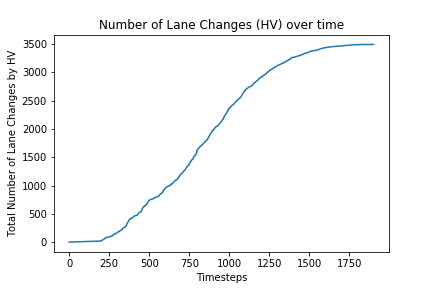 Number of Lane Changes (HV) over time
Total Number of Lane Changes by HV
3500
3000
2500
2000
1500
1000
500
0
0 250 500 750 1000 1250 1500 1750
Timesteps